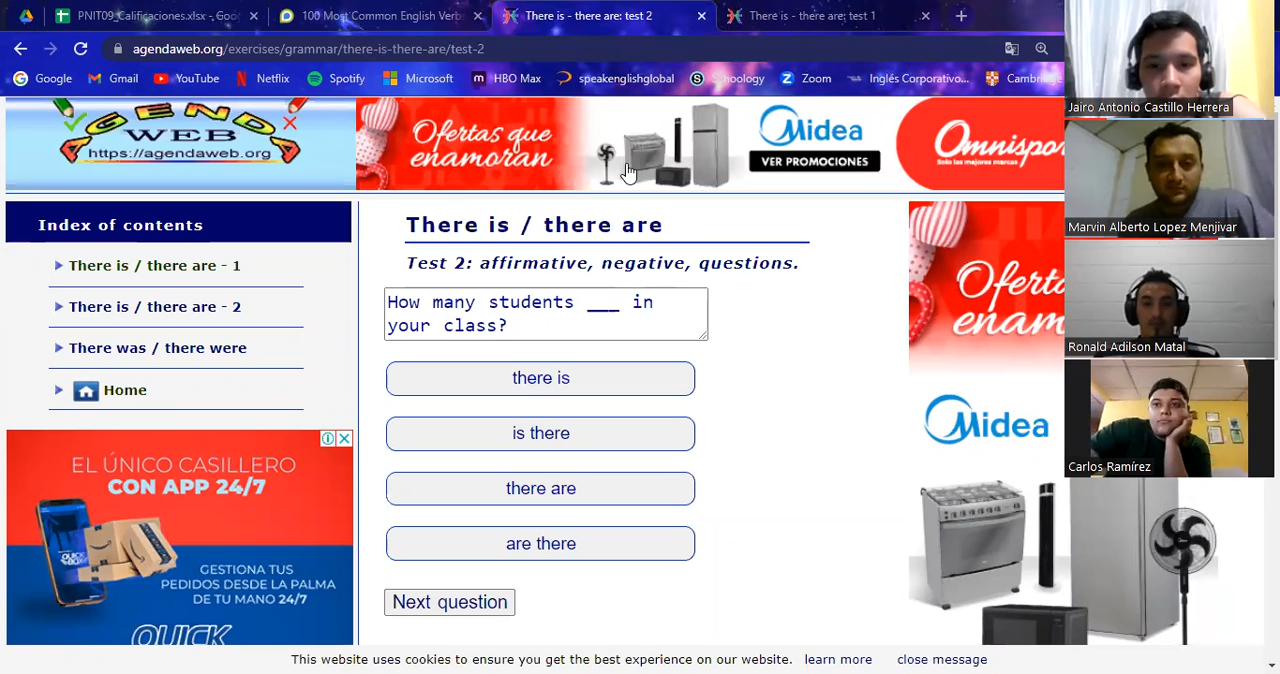 PNIT09_Calificaciones.xlsx - Goo
100 Most Common English Verb
There is - there are: test 2
There is - there are: test 1
agendaweb.org/exercises/grammar/there-is-there-are/test-2
Google
Gmail
YouTube
Netflix
Spotify
Microsoft
HBO Max
speakenglishglobal
Schoology
Zoom
Inglés Corporativo...
Cambridg
AGENDA
WEB
https://agendaweb.org
Ofertas que
enamoran
Midea
VER PROMOCIONES
Omnispo
Solo las mejores marcas
Jairo Antonio Castillo Herrera
Marvin Alberto Lopez Menjivar
Ronald Adilson Matal
Carlos Ramírez
Index of contents
There is / there are - 1
There is / there are - 2
There was / there were
Home
There is / there are
Test 2: affirmative, negative, questions.
How many students ___ in
your class?
there is
is there
there are
are there
Next question
Oferta
enam
Midea
EL ÚNICO CASILLERO
CON APP 24/7
GESTIONA TUS
PEDIDOS DESDE LA PALMA
DE TU MANO 24/7
QUICK
This website uses cookies to ensure you get the best experience on our website. learn more close message